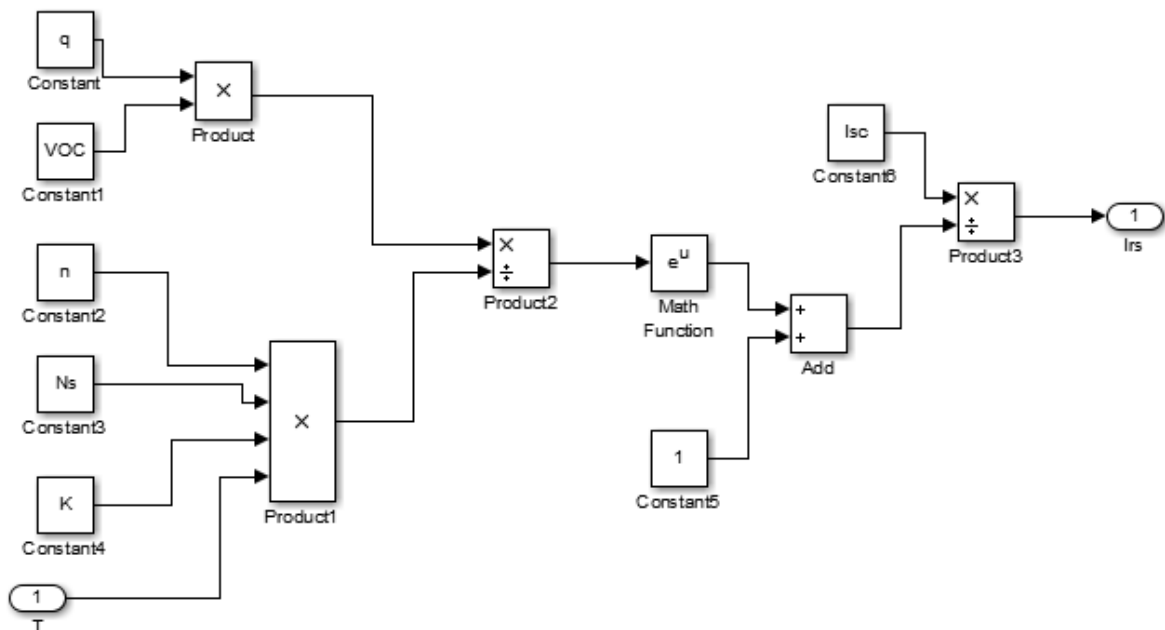 q
Constant
×
Product
VOC
Constant1
Isc
Constant6
×
÷
Product3
1
Irs
n
Constant2
×
÷
Product2
e^u
Math
Function
+
+
Add
Ns
Constant3
×
Product1
1
Constant5
K
Constant4
1
T